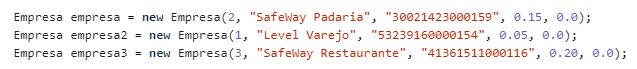 Empresa empresa = new Empresa(2, "SafeWay Padaria", "30021423000159", 0.15, 0.0);
Empresa empresa2 = new Empresa(1, "Level Varejo", "53239160000154", 0.05, 0.0);
Empresa empresa3 = new Empresa(3, "SafeWay Restaurante", "41361511000116", 0.20, 0.0);